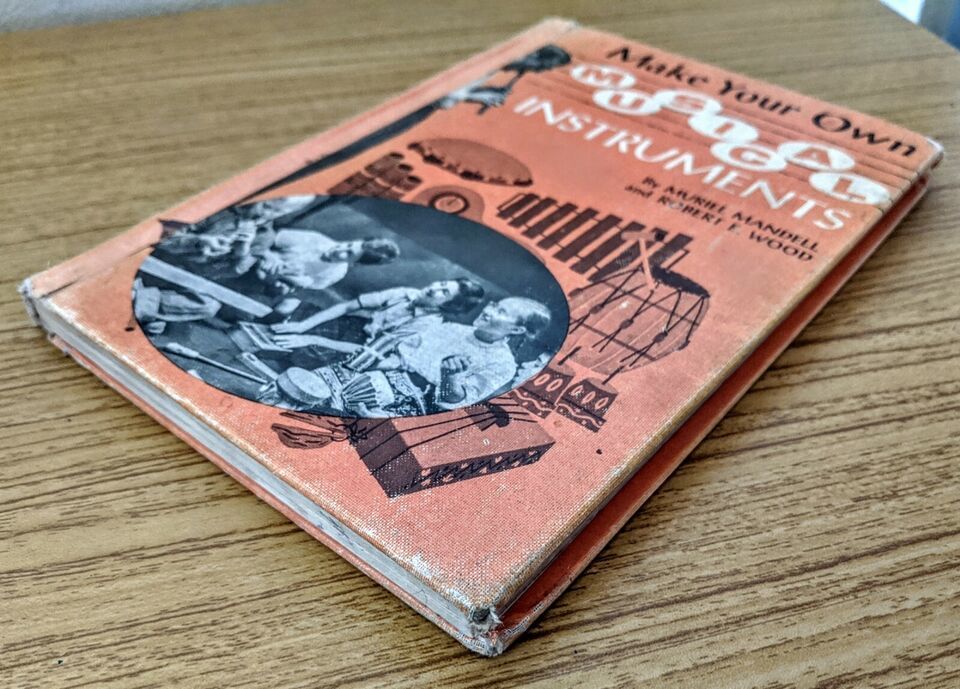 Make Your Own
MUSICAL
INSTRUMENTS
By MURIEL MANDELL
and ROBERT E. WOOD